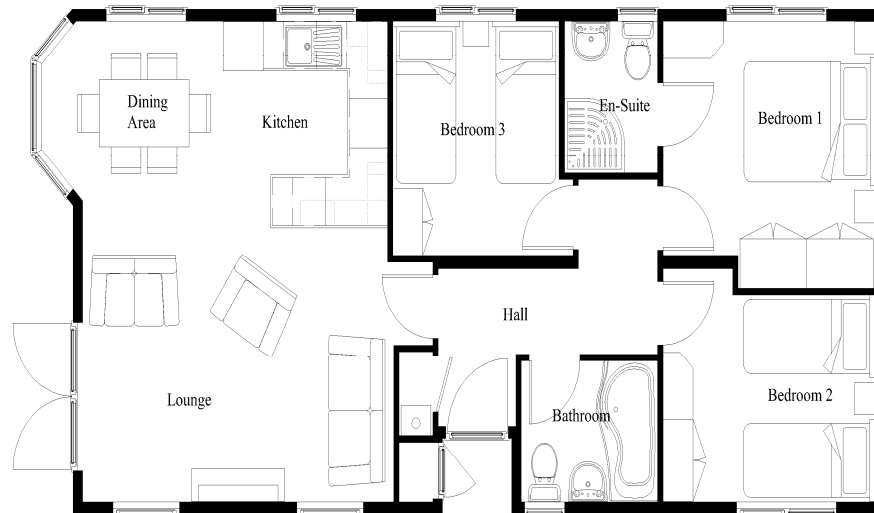 Dining
Area
Kitchen
Bedroom 3
En-Suite
Bedroom 1
Hall
Lounge
Bathroom
Bedroom 2